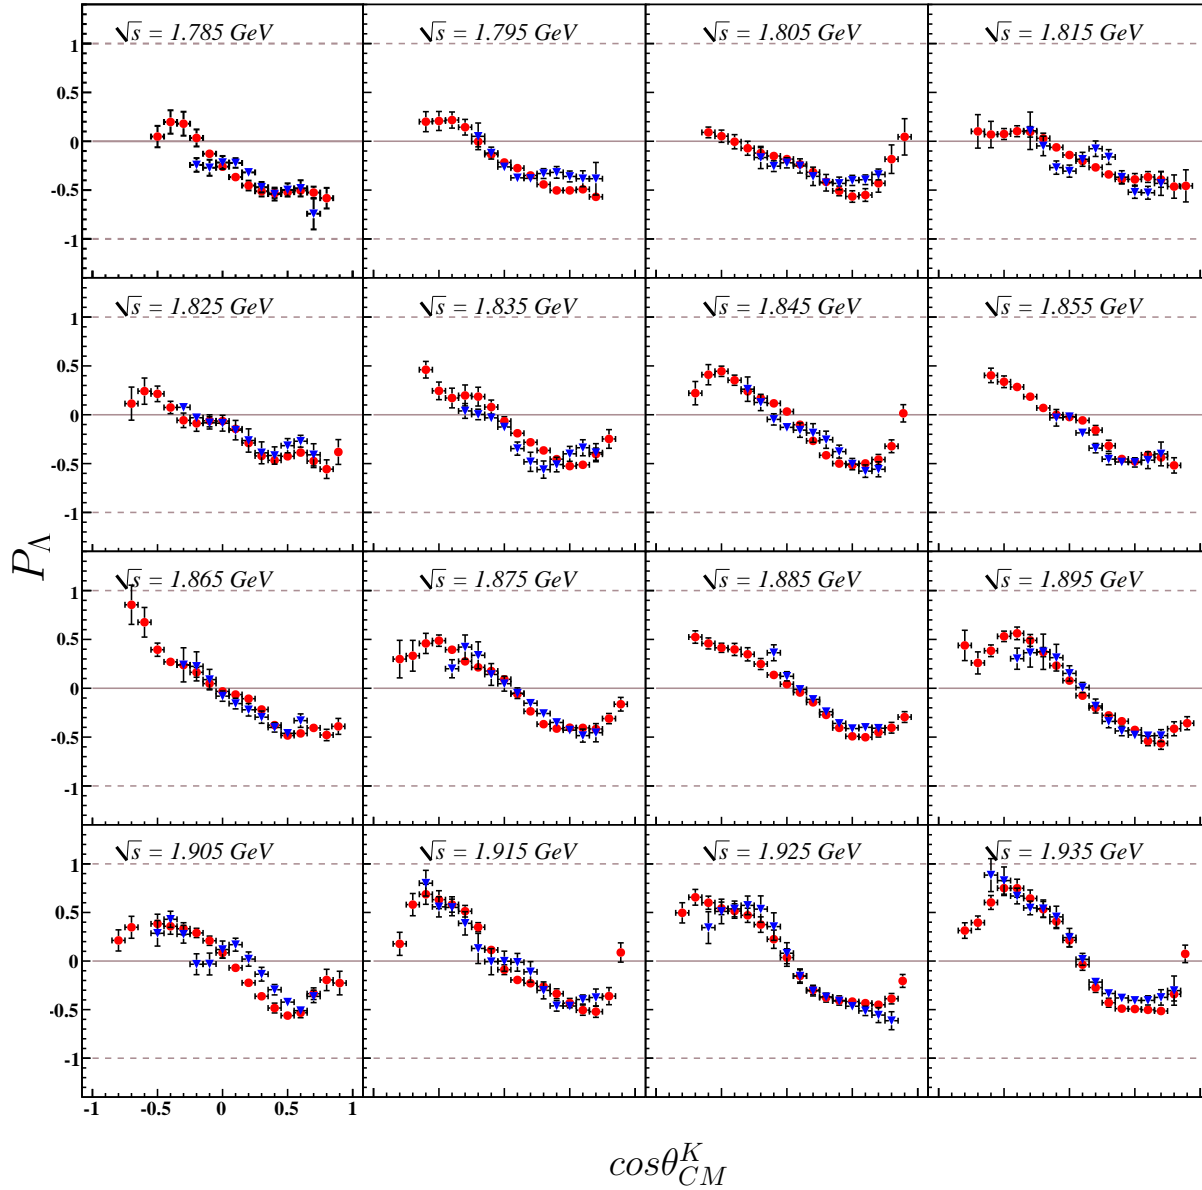 √s = 1.785 GeV √s = 1.795 GeV √s = 1.805 GeV √s = 1.815 GeV
1
0.5
0
-0.5
-1
√s = 1.825 GeV √s = 1.835 GeV √s = 1.845 GeV √s = 1.855 GeV
1
0.5
0
-0.5
-1
P_Λ
√s = 1.865 GeV √s = 1.875 GeV √s = 1.885 GeV √s = 1.895 GeV
1
0.5
0
-0.5
-1
√s = 1.905 GeV √s = 1.915 GeV √s = 1.925 GeV √s = 1.935 GeV
1
0.5
0
-0.5
-1
-1 -0.5 0 0.5 1
cosθ^K_CM